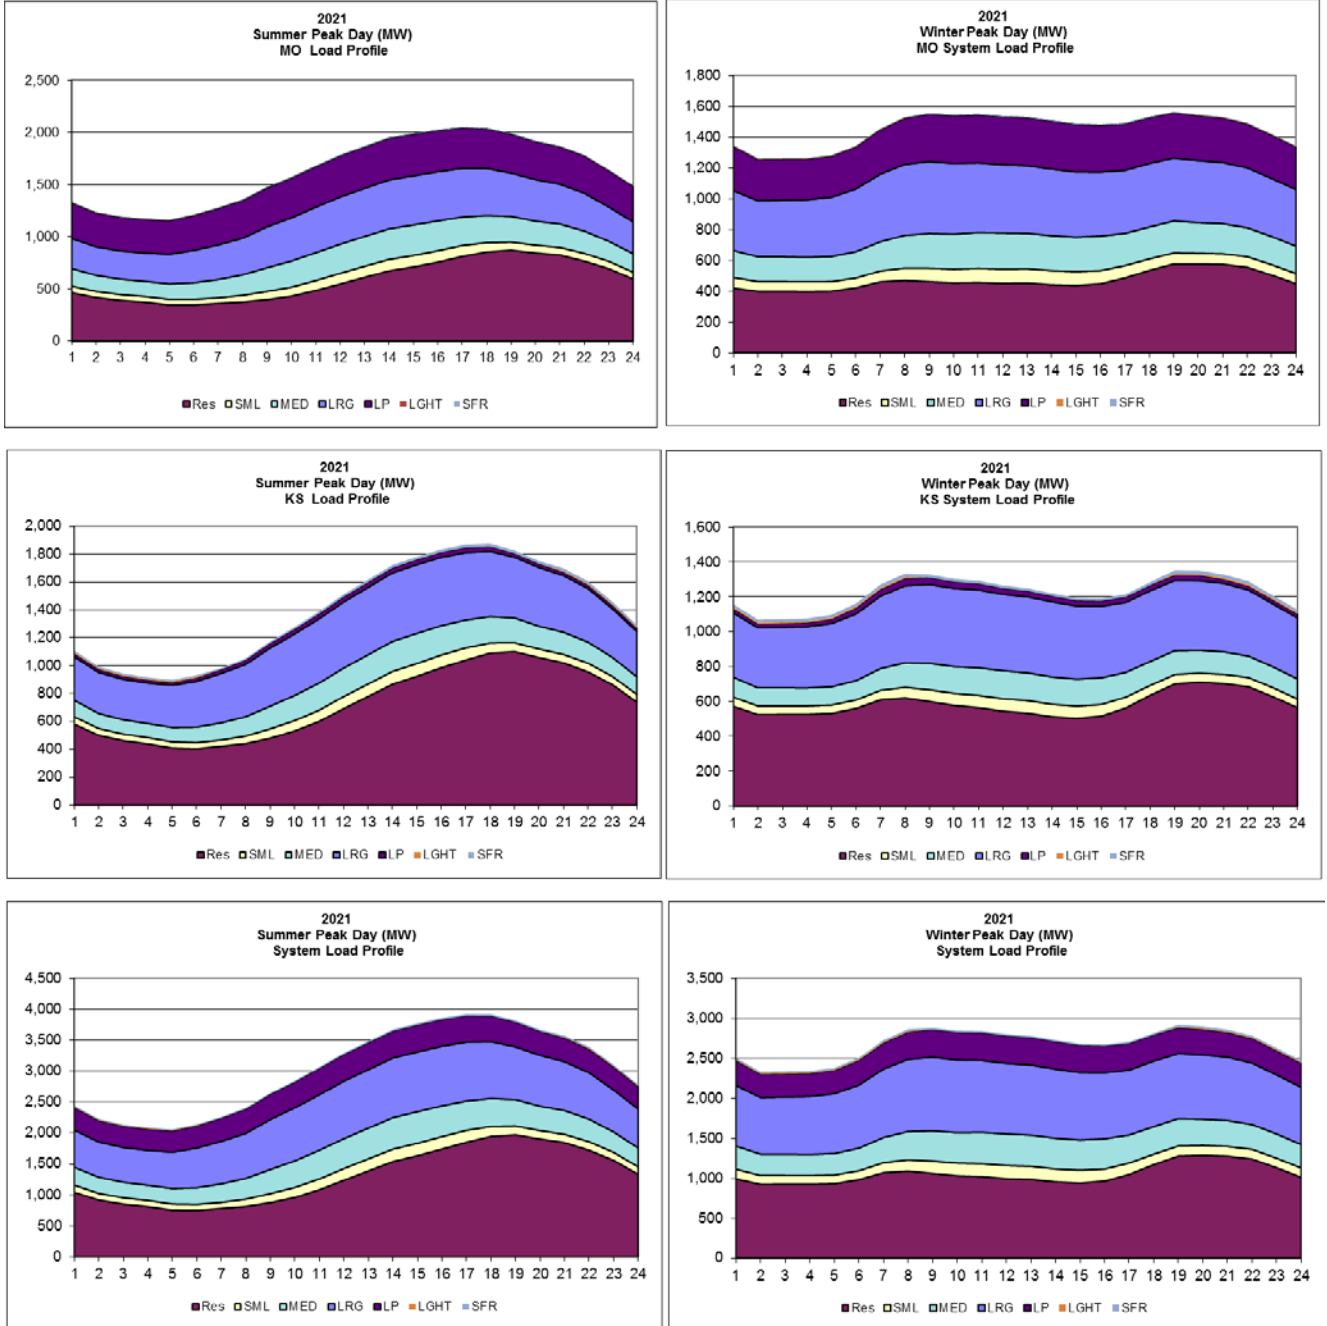 2021
Summer Peak Day (MW)
MO Load Profile
2,500
2,000
1,500
1,000
500
0
1 2 3 4 5 6 7 8 9 10 11 12 13 14 15 16 17 18 19 20 21 22 23 24
Res SML MED LRG LP LGHT SFR
2021
Winter Peak Day (MW)
MO System Load Profile
1,800
1,600
1,400
1,200
1,000
800
600
400
200
0
1 2 3 4 5 6 7 8 9 10 11 12 13 14 15 16 17 18 19 20 21 22 23 24
Res SML MED LRG LP LGHT SFR
2021
Summer Peak Day (MW)
KS Load Profile
2,000
1,800
1,600
1,400
1,200
1,000
800
600
400
200
0
1 2 3 4 5 6 7 8 9 10 11 12 13 14 15 16 17 18 19 20 21 22 23 24
Res SML MED LRG LP LGHT SFR
2021
Winter Peak Day (MW)
KS System Load Profile
1,600
1,400
1,200
1,000
800
600
400
200
0
1 2 3 4 5 6 7 8 9 10 11 12 13 14 15 16 17 18 19 20 21 22 23 24
Res SML MED LRG LP LGHT SFR
2021
Summer Peak Day (MW)
System Load Profile
4,500
4,000
3,500
3,000
2,500
2,000
1,500
1,000
500
0
1 2 3 4 5 6 7 8 9 10 11 12 13 14 15 16 17 18 19 20 21 22 23 24
Res SML MED LRG LP LGHT SFR
2021
Winter Peak Day (MW)
System Load Profile
3,500
3,000
2,500
2,000
1,500
1,000
500
0
1 2 3 4 5 6 7 8 9 10 11 12 13 14 15 16 17 18 19 20 21 22 23 24
Res SML MED LRG LP LGHT SFR